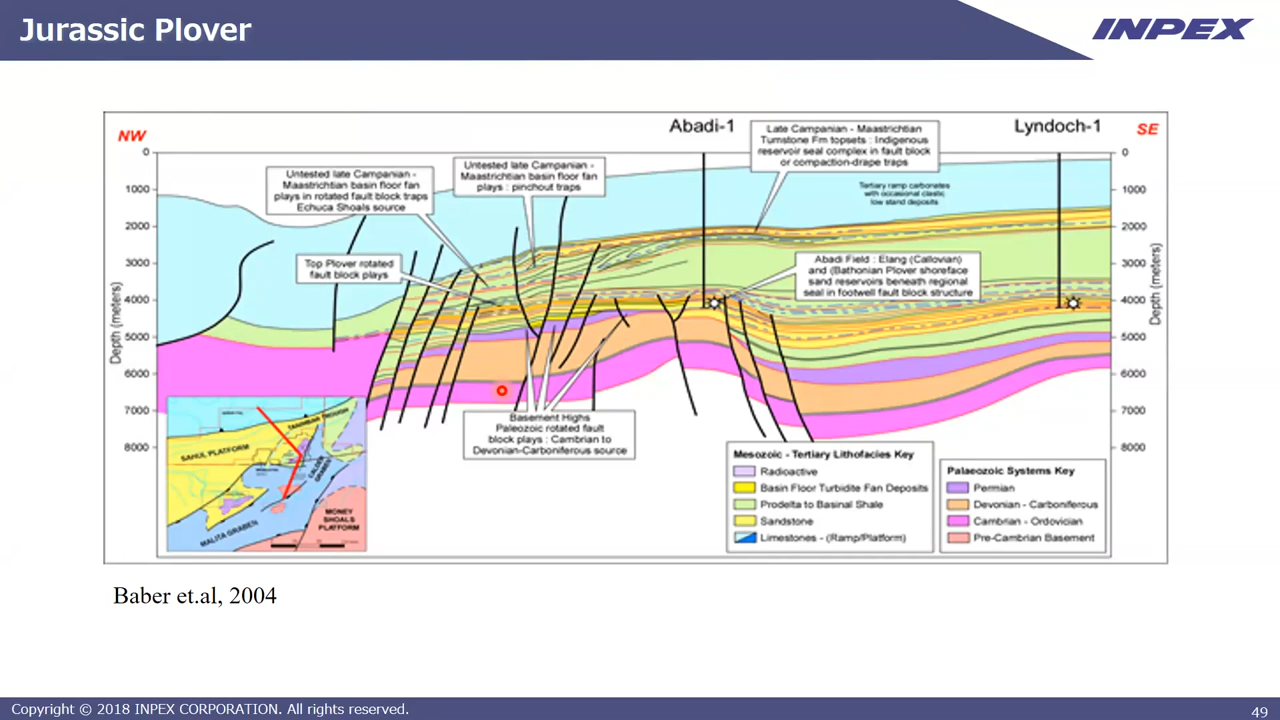 Jurassic Plover
INPEX
NW
Abadi-1
Lyndoch-1
SE
Late Campanian - Maastrichtian
Turnstone Fm topsets : Indigenous
reservoir seal complex in fault block
or compaction-drape traps
Untested late Campanian -
Maastrichtian basin floor fan
plays : pinchout traps
Untested late Campanian -
Maastrichtian basin floor fan
plays in rotated fault block traps
Echuca Shoals source
Tertiary ramp carbonates
with occasional clastic
low stand deposits
Top Plover rotated
fault block plays
Abadi Field : Elang (Callovian)
and (Bathonian Plover shoreface
sand reservoirs beneath regional
seal in footwell fault block structure
0
1000
2000
3000
4000
5000
6000
7000
8000
Depth (meters)
0
1000
2000
3000
4000
5000
6000
7000
8000
Depth (meters)
Basement Highs
Paleozoic rotated fault
block plays : Cambrian to
Devonian-Carboniferous source
TANIMBAR TROUGH
SAHUL PLATFORM
CALDER
GRABEN
MALITA GRABEN
MONEY
SHOALS
PLATFORM
Mesozoic - Tertiary Lithofacies Key
Radioactive
Basin Floor Turbidite Fan Deposits
Prodelta to Basinal Shale
Sandstone
Limestones - (Ramp/Platform)
Palaeozoic Systems Key
Permian
Devonian - Carboniferous
Cambrian - Ordovician
Pre-Cambrian Basement
Baber et.al, 2004
Copyright © 2018 INPEX CORPORATION. All rights reserved.
49